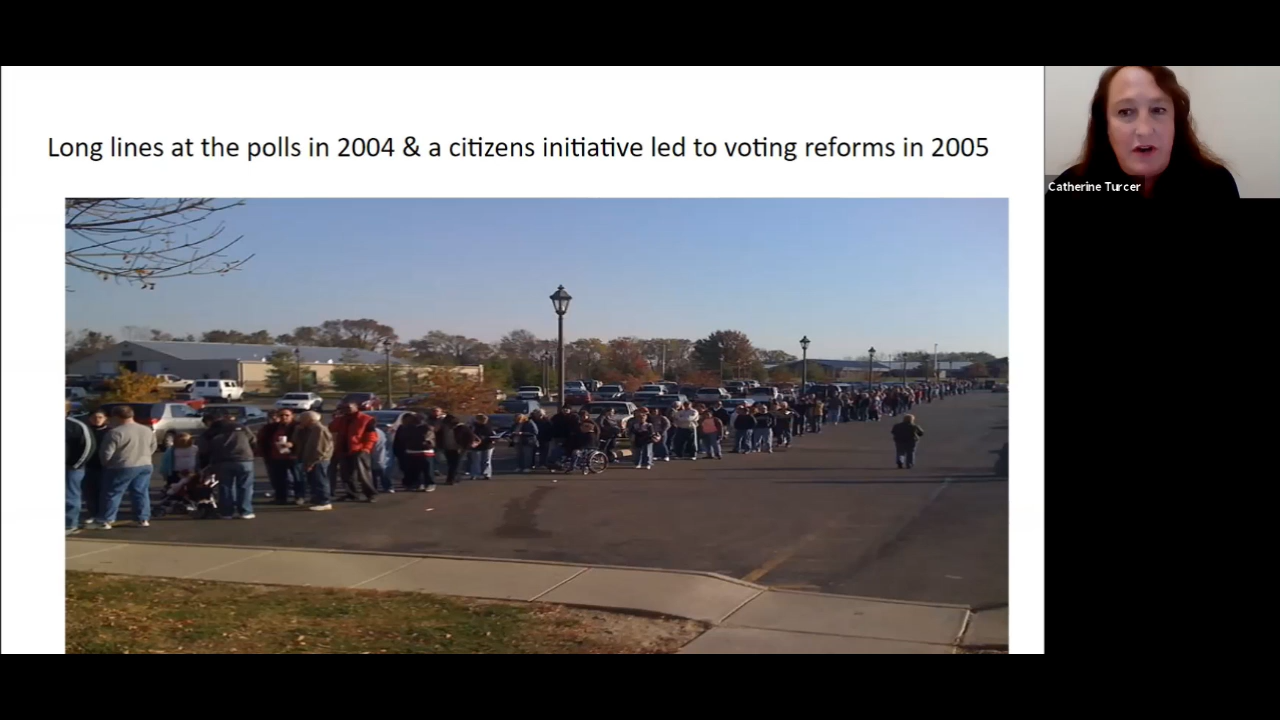 Long lines at the polls in 2004 & a citizens initiative led to voting reforms in 2005
Catherine Turcer